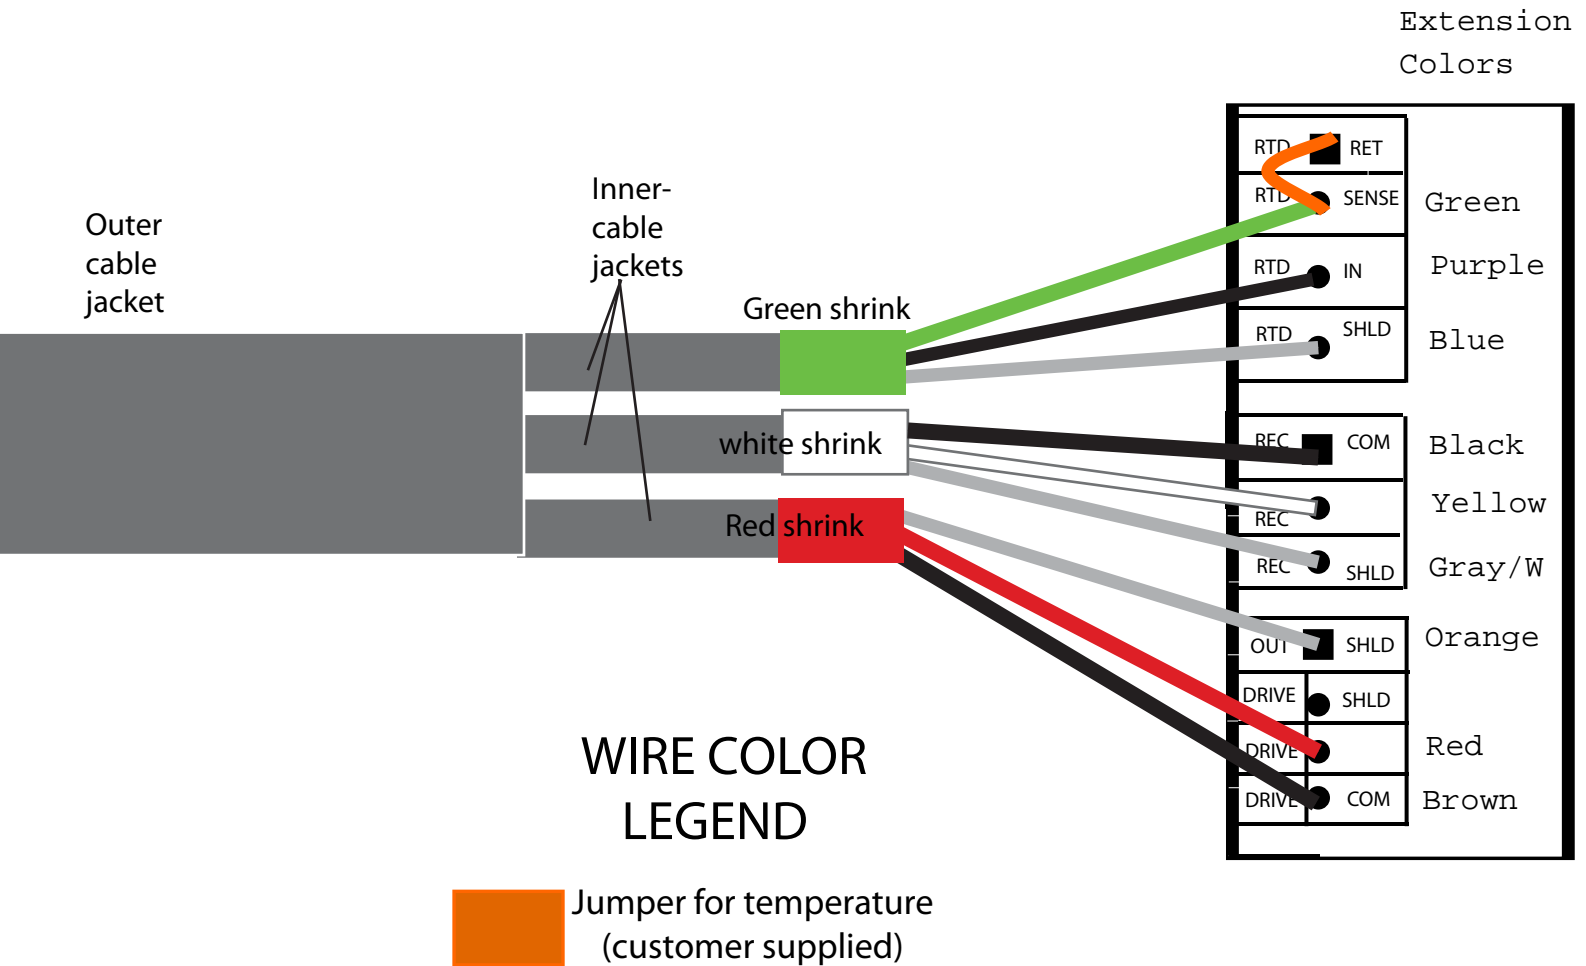 Extension
Colors
Outer
cable
jacket
Inner-
cable
jackets
Green shrink
white shrink
Red shrink
RTD RET
RTD SENSE Green
RTD IN Purple
RTD SHLD Blue
REC COM Black
REC Yellow
REC SHLD Gray/W
OUT SHLD Orange
DRIVE SHLD
DRIVE Red
DRIVE COM Brown
WIRE COLOR
LEGEND
Jumper for temperature
(customer supplied)